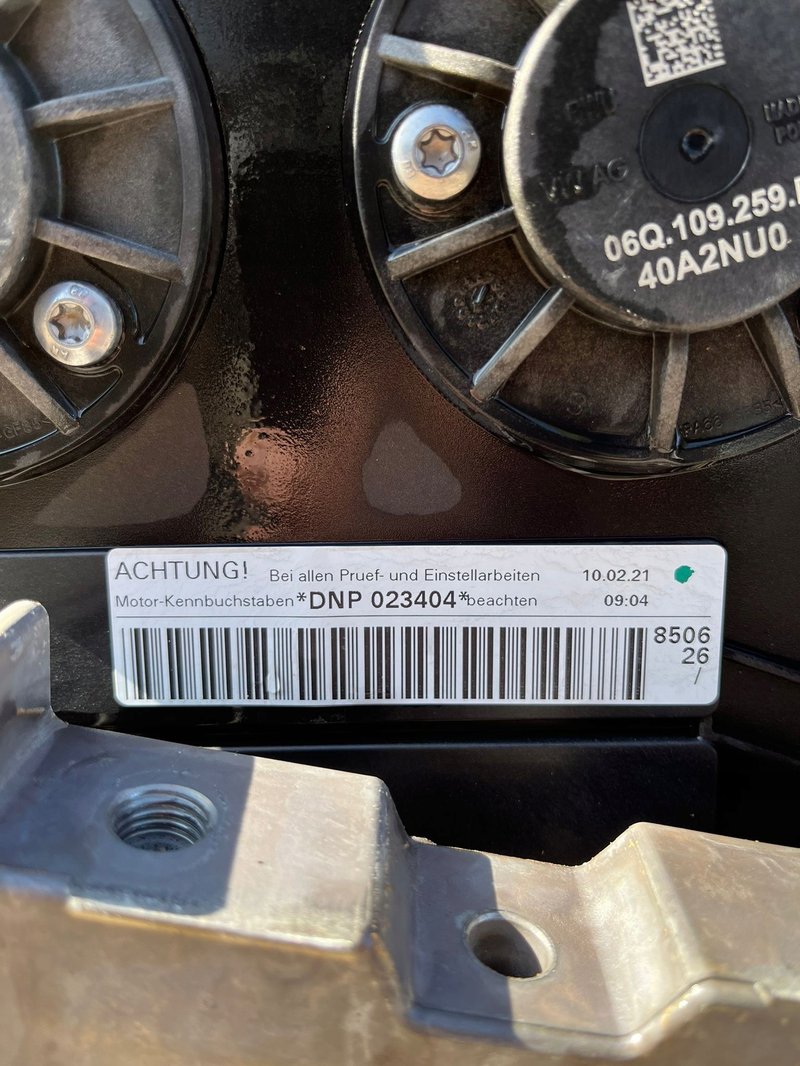 VW AG
06Q.109.259.
40A2NU0
ACHTUNG! Bei allen Pruef- und Einstellarbeiten 10.02.21
Motor-Kennbuchstaben *DNP 023404* beachten 09:04
8506
26
/